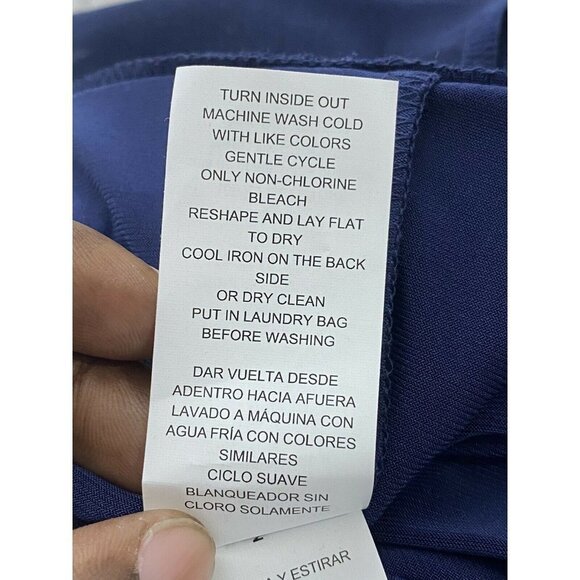 TURN INSIDE OUT
MACHINE WASH COLD
WITH LIKE COLORS
GENTLE CYCLE
ONLY NON-CHLORINE
BLEACH
RESHAPE AND LAY FLAT
TO DRY
COOL IRON ON THE BACK
SIDE
OR DRY CLEAN
PUT IN LAUNDRY BAG
BEFORE WASHING
DAR VUELTA DESDE
ADENTRO HACIA AFUERA
LAVADO A MÁQUINA CON
AGUA FRÍA CON COLORES
SIMILARES
CICLO SUAVE
BLANQUEADOR SIN
CLORO SOLAMENTE
Y ESTIRAR